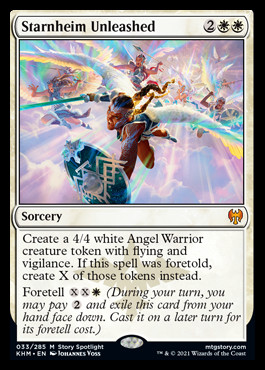 Starnheim Unleashed 2
Sorcery
Create a 4/4 white Angel Warrior
creature token with flying and
vigilance. If this spell was foretold,
create X of those tokens instead.
Foretell X X (During your turn, you
may pay 2 and exile this card from your
hand face down. Cast it on a later turn for
its foretell cost.)
033/285 M Story Spotlight
KHM • EN Johannes Voss
mtgstory.com
™ & © 2021 Wizards of the Coast